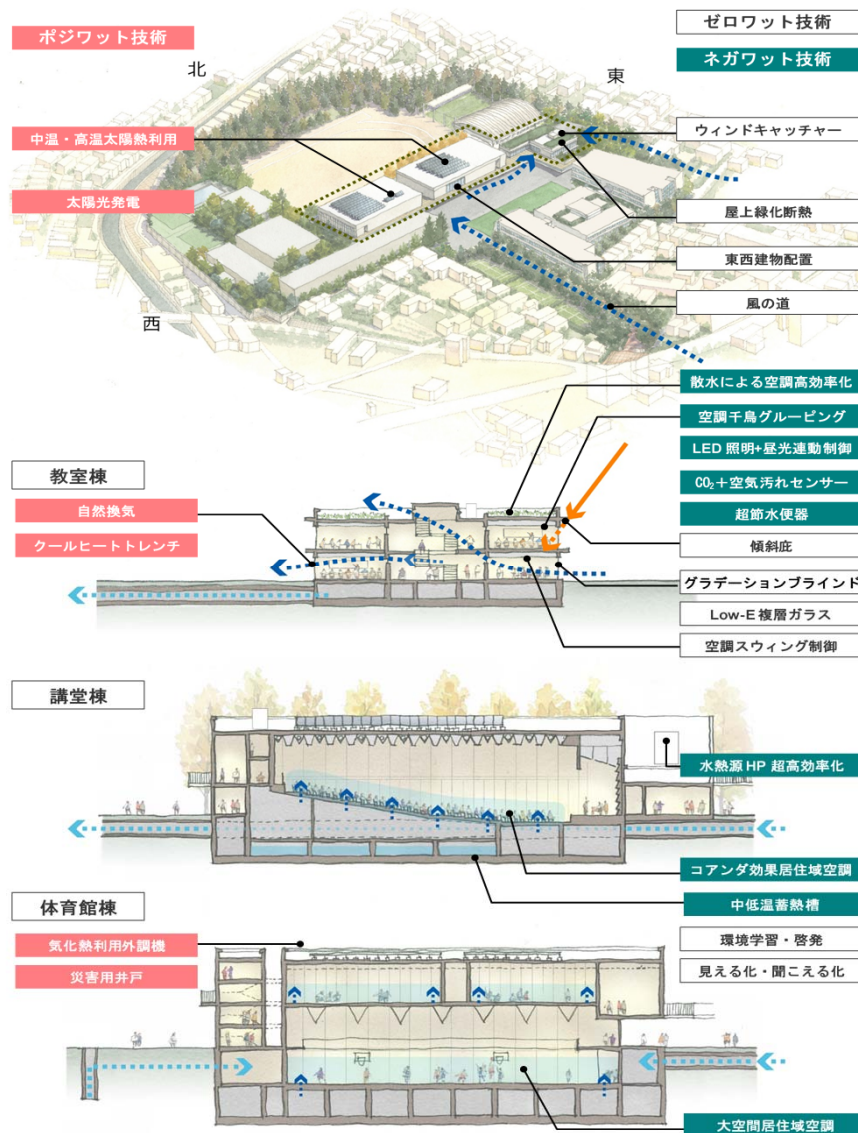 ポジワット技術
ゼロワット技術
ネガワット技術
北
東
西
中温・高温太陽熱利用
太陽光発電
ウィンドキャッチャー
屋上緑化断熱
東西建物配置
風の道
散水による空調高効率化
空調千鳥グルーピング
LED 照明+昼光連動制御
CO₂＋空気汚れセンサー
超節水便器
教室棟
自然換気
クールヒートトレンチ
傾斜庇
グラデーションブラインド
Low-E 複層ガラス
空調スウィング制御
講堂棟
水熱源 HP 超高効率化
コアンダ効果居住域空調
中低温蓄熱槽
体育館棟
気化熱利用外調機
災害用井戸
環境学習・啓発
見える化・聞こえる化
大空間居住域空調